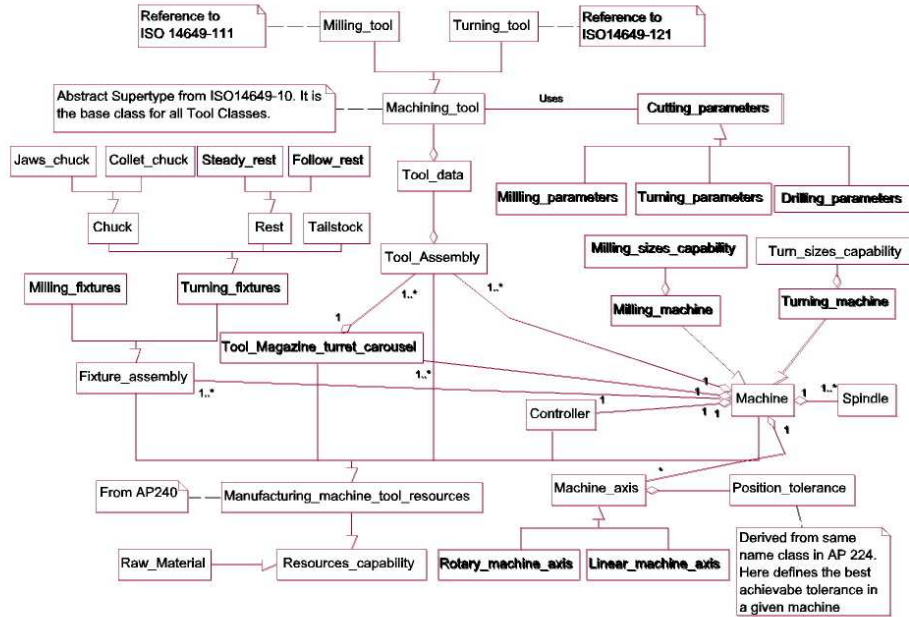 Reference to
ISO 14649-111
Milling_tool
Turning_tool
Reference to
ISO14649-121
Abstract Supertype from ISO14649-10. It is
the base class for all Tool Classes.
Machining_tool
Uses
Cutting_parameters
Jaws_chuck
Collet_chuck
Steady_rest
Follow_rest
Tool_data
Millling_parameters
Turning_parameters
Drilling_parameters
Chuck
Rest
Tailstock
Tool_Assembly
Milling_sizes_capability
Turn_sizes_capability
Milling_fixtures
Turning_fixtures
1..*
1..*
Milling_machine
Turning_machine
1
Tool_Magazine_turret_carousel
Fixture_assembly
1..*
1..*
1
1
1
1
Controller
1
Machine
1
1..*
Spindle
1
*
From AP240
Manufacturing_machine_tool_resources
Machine_axis
Position_tolerance
Raw_Material
Resources_capability
Rotary_machine_axis
Linear_machine_axis
Derived from same
name class in AP 224.
Here defines the best
achievabe tolerance in
a given machine